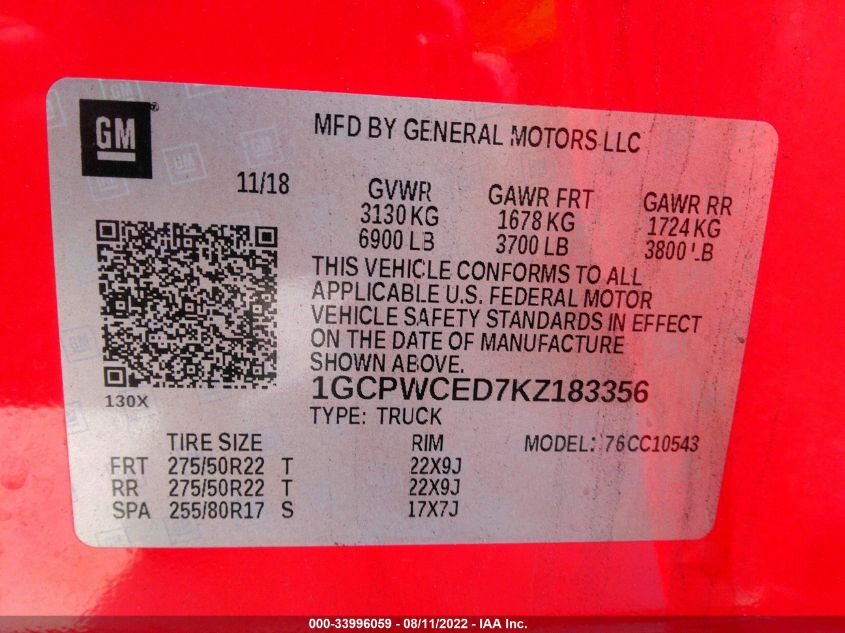 GM
MFD BY GENERAL MOTORS LLC
11/18
GVWR
3130 KG
6900 LB
GAWR FRT
1678 KG
3700 LB
GAWR RR
1724 KG
3800 LB
THIS VEHICLE CONFORMS TO ALL
APPLICABLE U.S. FEDERAL MOTOR
VEHICLE SAFETY STANDARDS IN EFFECT
ON THE DATE OF MANUFACTURE
SHOWN ABOVE.
1GCPWCED7KZ183356
130X
TYPE: TRUCK
TIRE SIZE RIM MODEL: 76CC10543
FRT 275/50R22 T 22X9J
RR 275/50R22 T 22X9J
SPA 255/80R17 S 17X7J
000-33996059 - 08/11/2022 - IAA Inc.